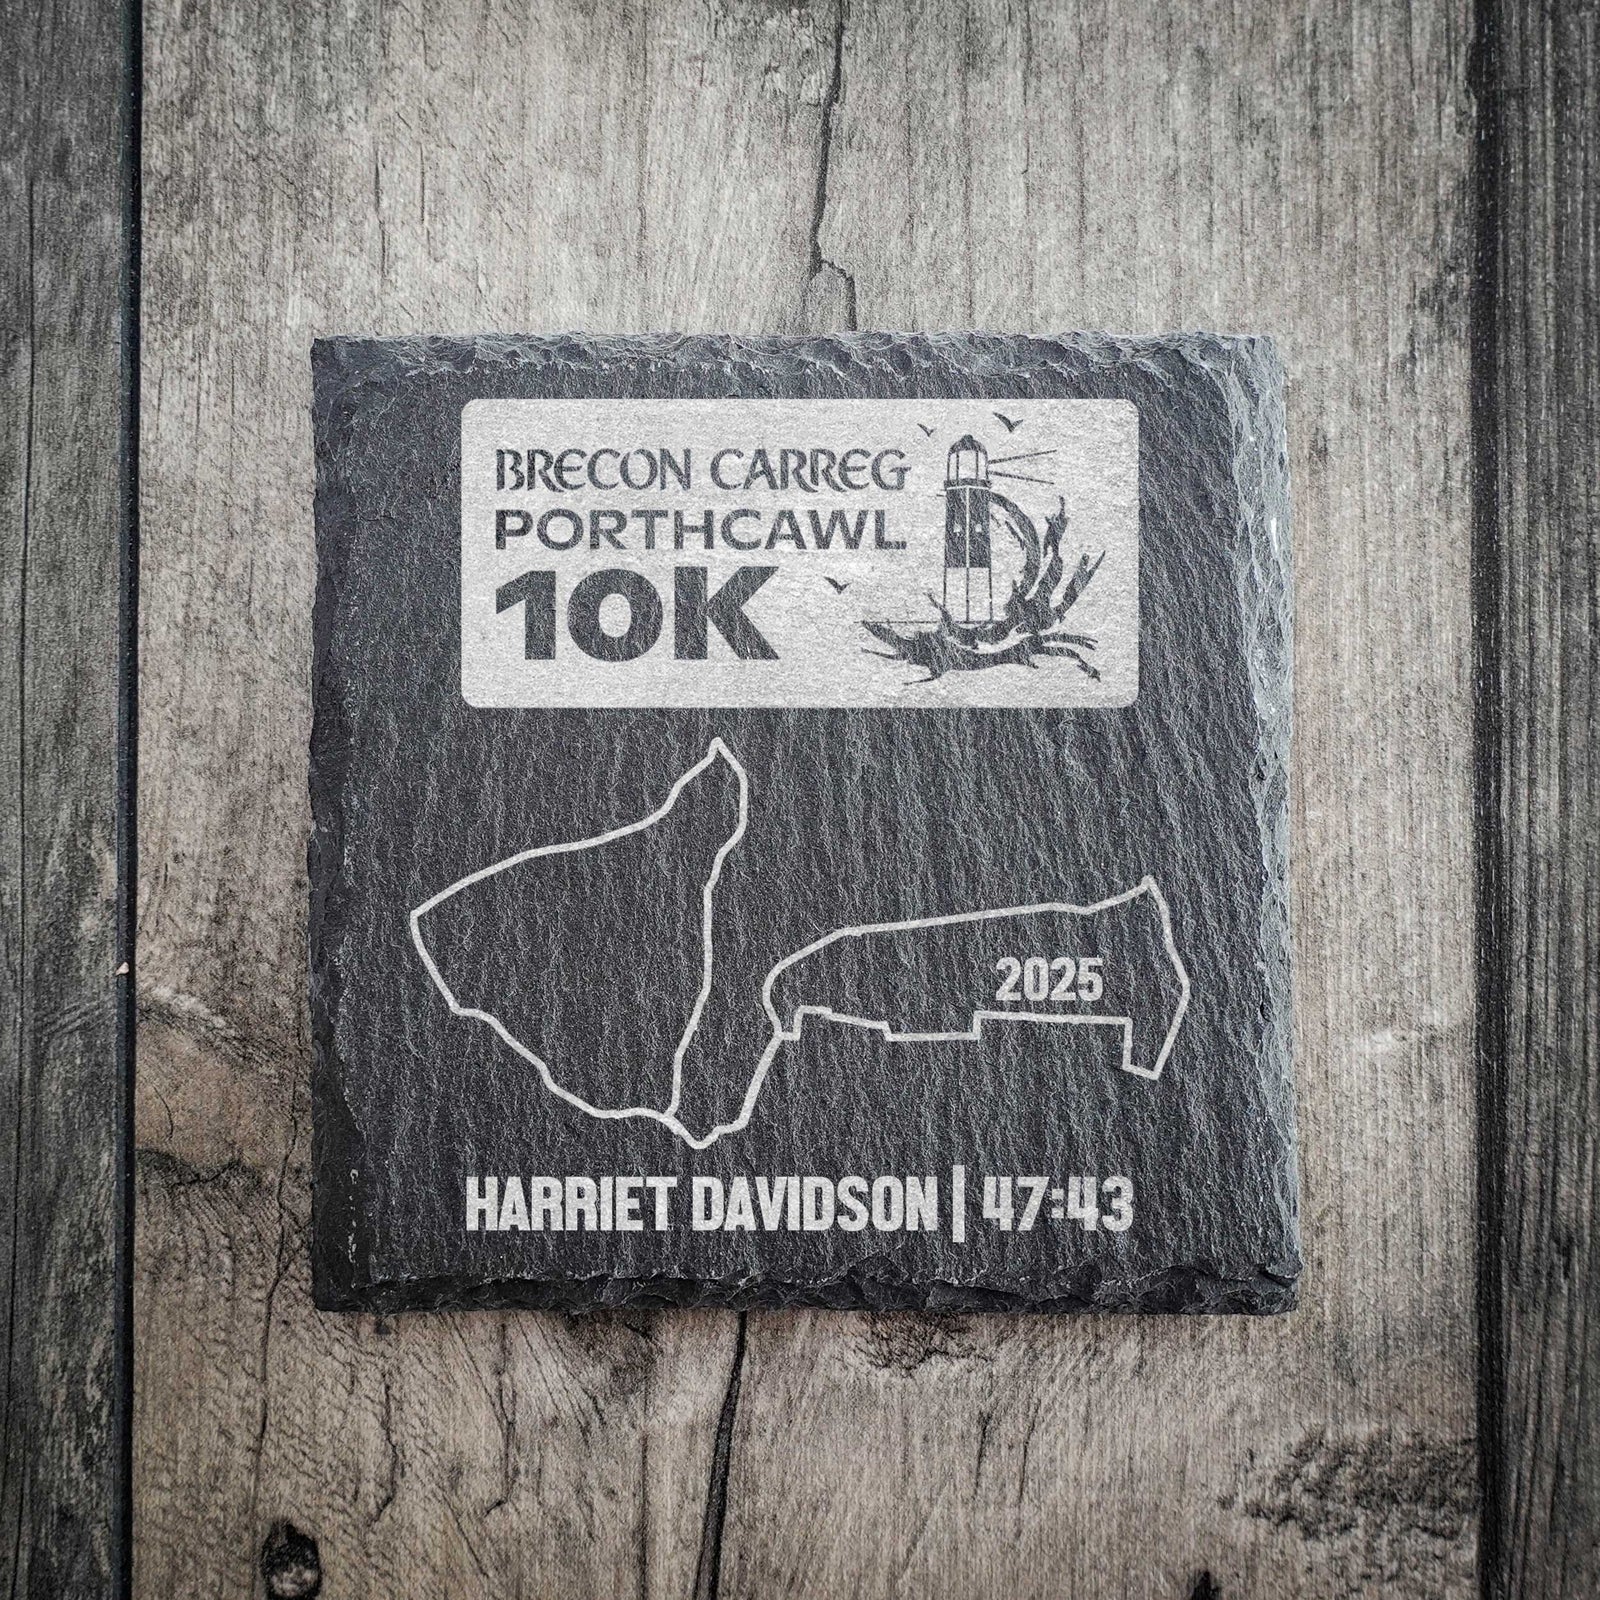 BRECON CARREG
PORTHCAWL
10K
2025
HARRIET DAVIDSON | 47:43